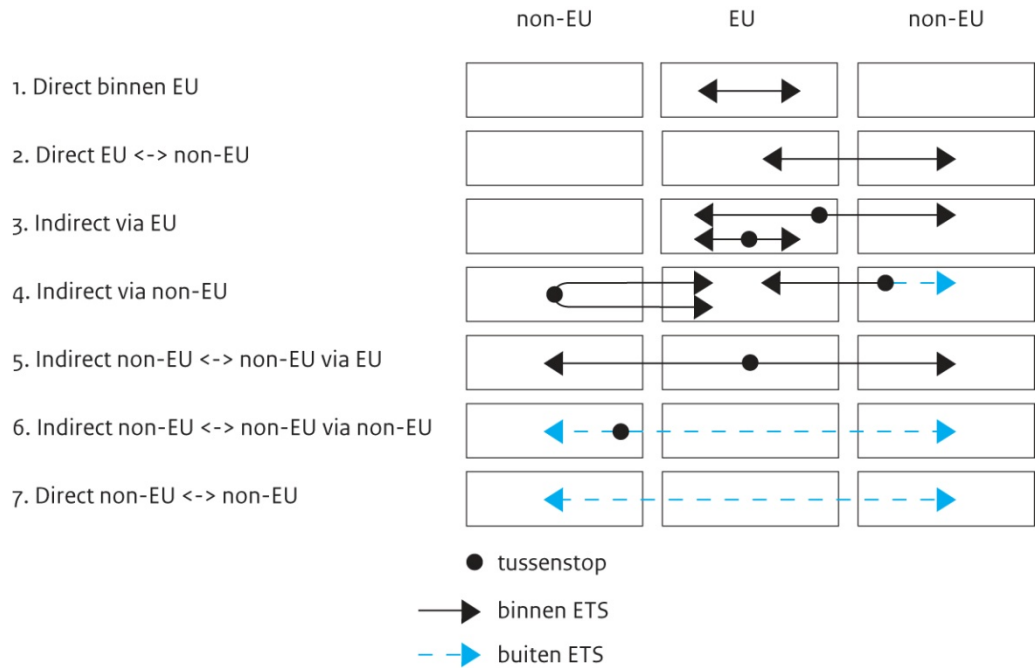 non-EU EU non-EU
1. Direct binnen EU
2. Direct EU <-> non-EU
3. Indirect via EU
4. Indirect via non-EU
5. Indirect non-EU <-> non-EU via EU
6. Indirect non-EU <-> non-EU via non-EU
7. Direct non-EU <-> non-EU
tussenstop
binnen ETS
buiten ETS